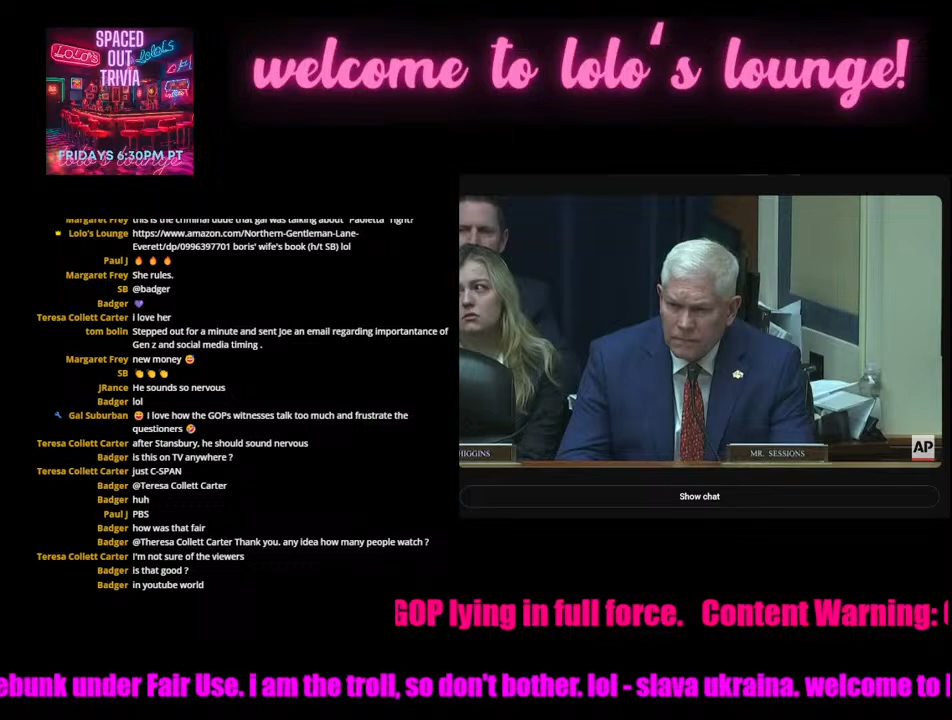 SPACED
OUT
TRIVIA
LOLO'S
FRIDAYS 6:30PM PT
lolo's lounge
welcome to lolo's lounge!
Margaret Frey this is the criminal dude that gal was talking about "Paoletta" right?
Lolo's Lounge https://www.amazon.com/Northern-Gentleman-Lane-
Everett/dp/0996397701 boris' wife's book (h/t SB) lol
Paul J 🔥 🔥 🔥
Margaret Frey She rules.
SB @badger
Badger 💜
Teresa Collett Carter i love her
tom bolin Stepped out for a minute and sent Joe an email regarding importantance of
Gen z and social media timing .
Margaret Frey new money 😅
SB 👏 👏 👏
JRance He sounds so nervous
Badger lol
Gal Suburban 😄 I love how the GOPs witnesses talk too much and frustrate the
questioners 🤣
Teresa Collett Carter after Stansbury, he should sound nervous
Badger is this on TV anywhere ?
Teresa Collett Carter just C-SPAN
Badger @Teresa Collett Carter
Badger huh
Paul J PBS
Badger how was that fair
Badger @Theresa Collett Carter Thank you. any idea how many people watch ?
Teresa Collett Carter I'm not sure of the viewers
Badger is that good ?
Badger in youtube world
HIGGINS
MR. SESSIONS
AP
Show chat
GOP lying in full force. Content Warning:
ebunk under Fair Use. i am the troll, so don't bother. lol - slava ukraina. welcome to